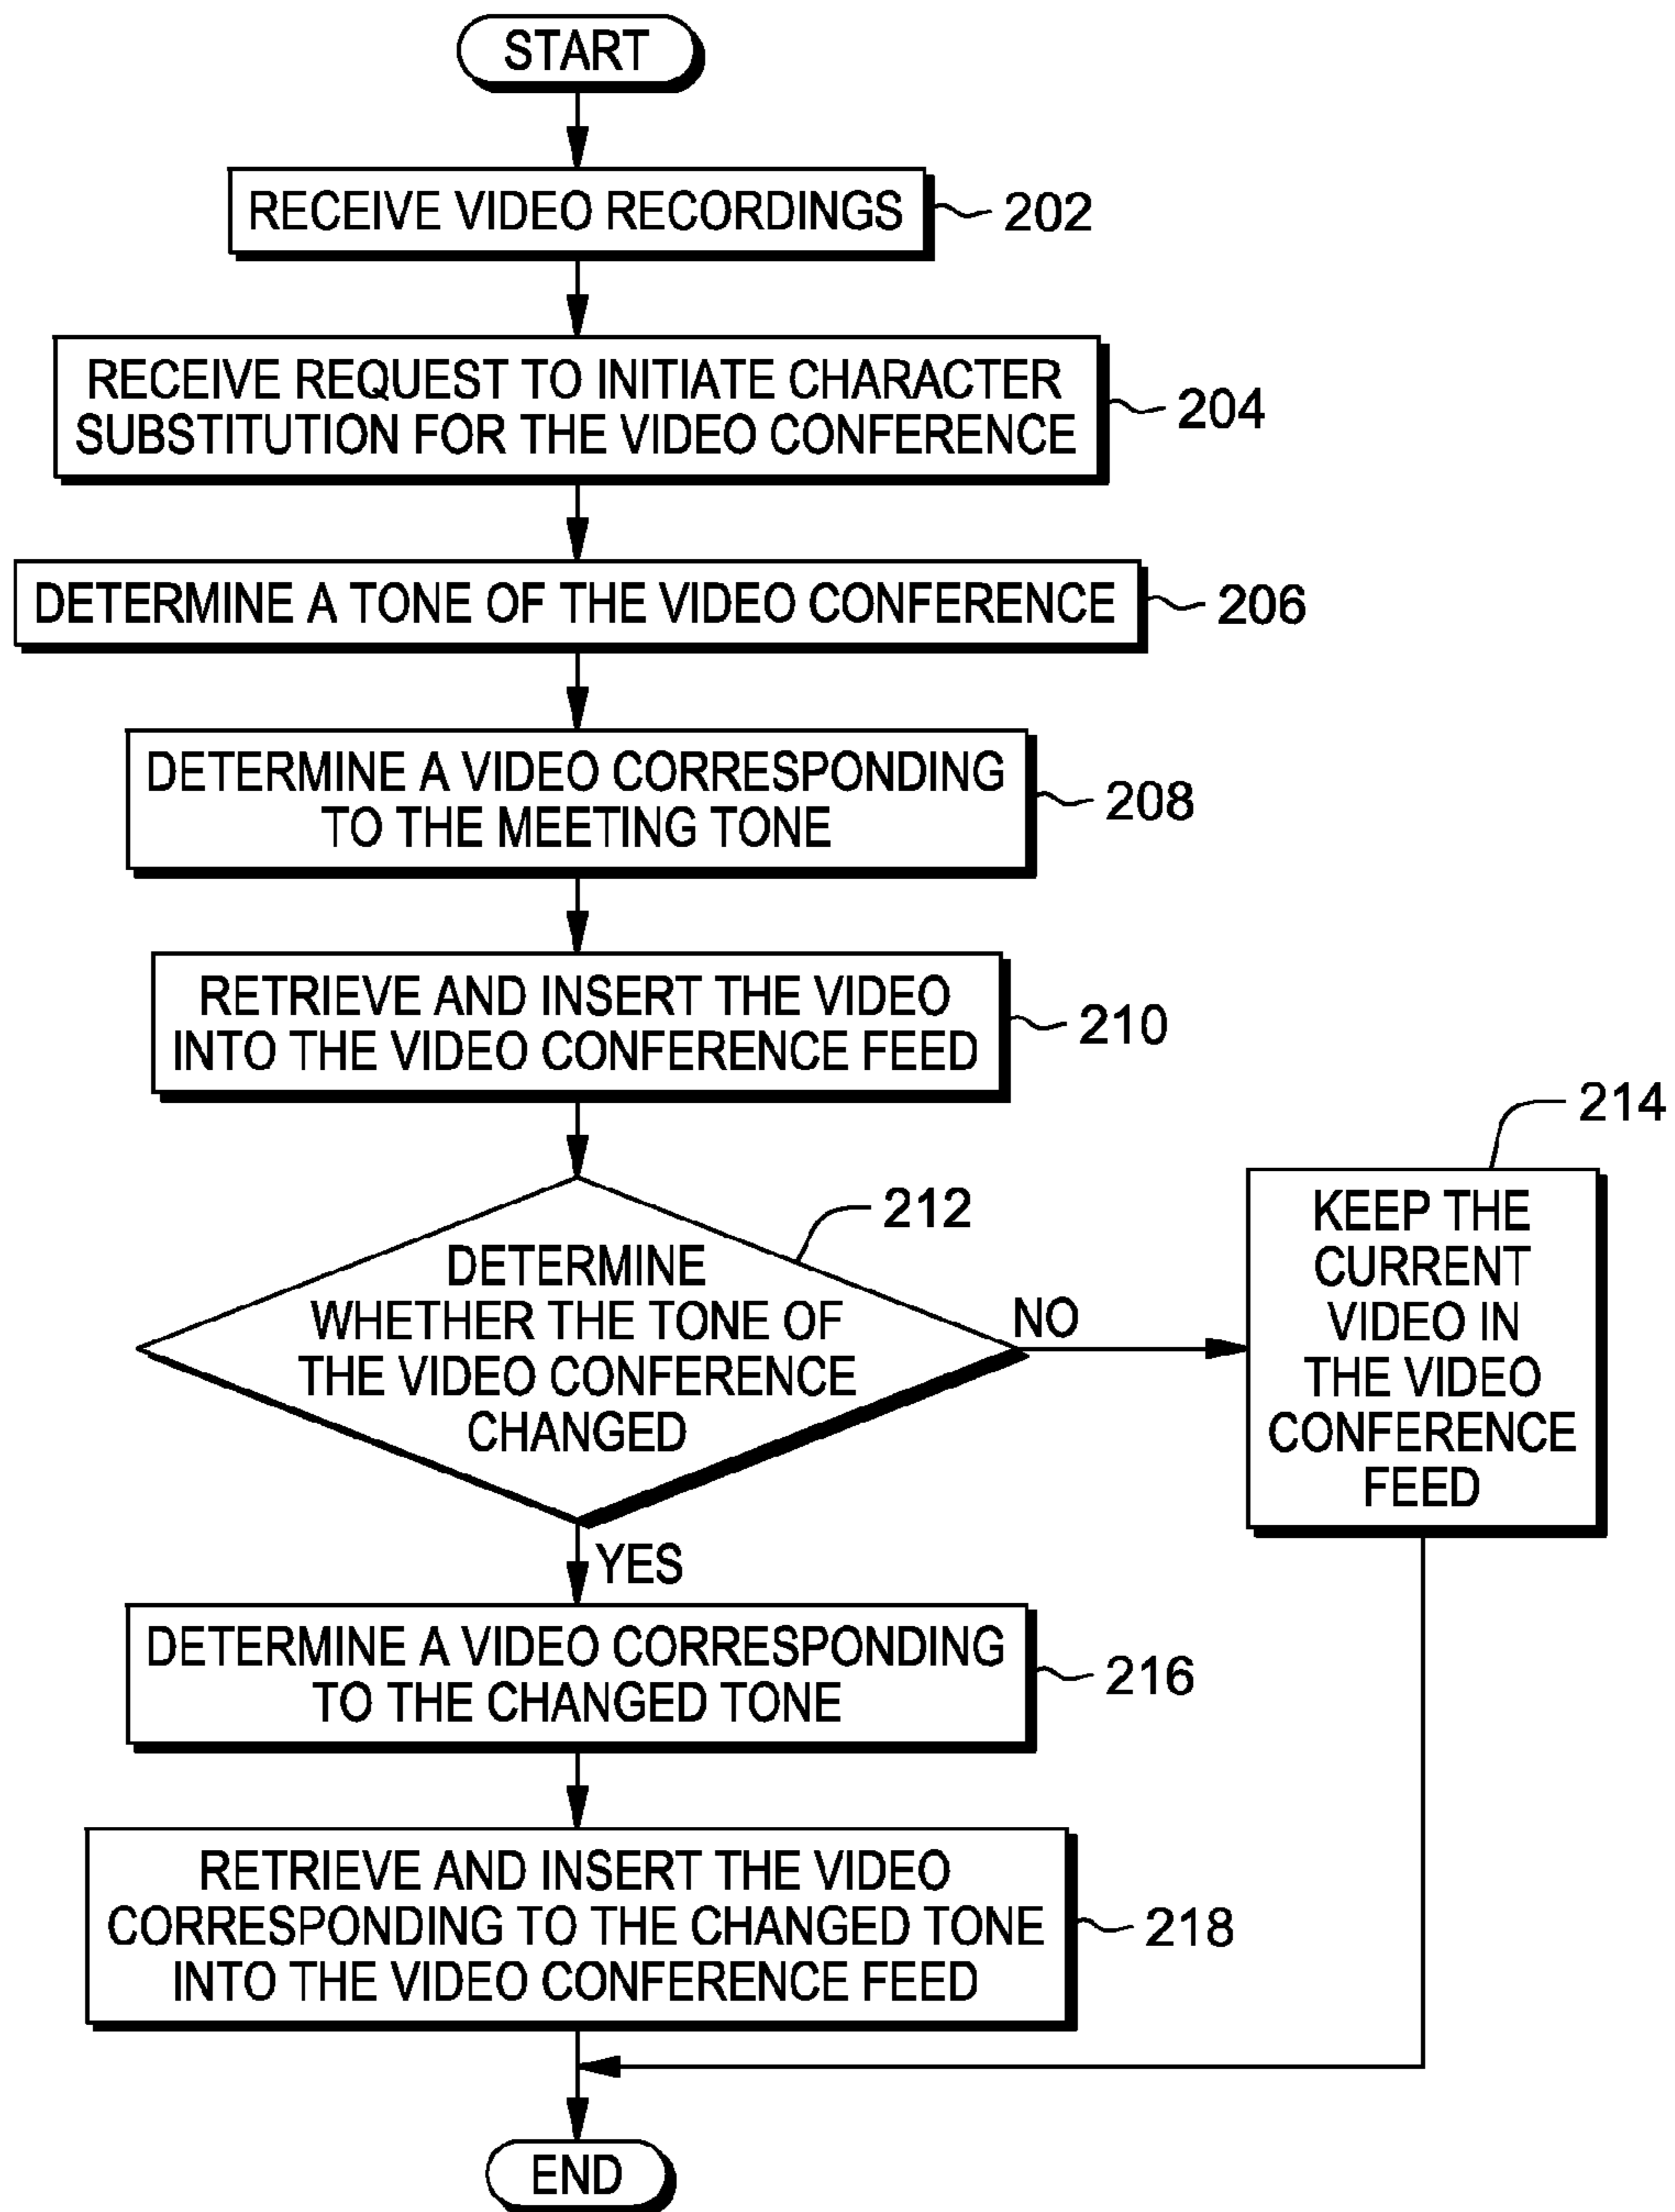 START
RECEIVE VIDEO RECORDINGS
202
RECEIVE REQUEST TO INITIATE CHARACTER
SUBSTITUTION FOR THE VIDEO CONFERENCE
204
DETERMINE A TONE OF THE VIDEO CONFERENCE
206
DETERMINE A VIDEO CORRESPONDING
TO THE MEETING TONE
208
RETRIEVE AND INSERT THE VIDEO
INTO THE VIDEO CONFERENCE FEED
210
DETERMINE
WHETHER THE TONE OF
THE VIDEO CONFERENCE
CHANGED
212
NO
214
KEEP THE
CURRENT
VIDEO IN
THE VIDEO
CONFERENCE
FEED
YES
DETERMINE A VIDEO CORRESPONDING
TO THE CHANGED TONE
216
RETRIEVE AND INSERT THE VIDEO
CORRESPONDING TO THE CHANGED TONE
INTO THE VIDEO CONFERENCE FEED
218
END